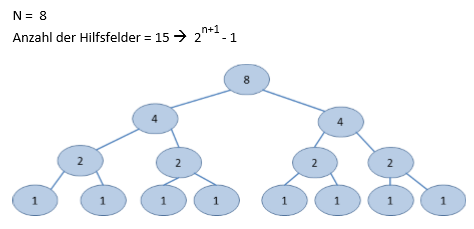 N = 8
Anzahl der Hilfsfelder = 15 → 2^n+1 - 1
8
4 4
2 2 2 2
1 1 1 1 1 1 1 1